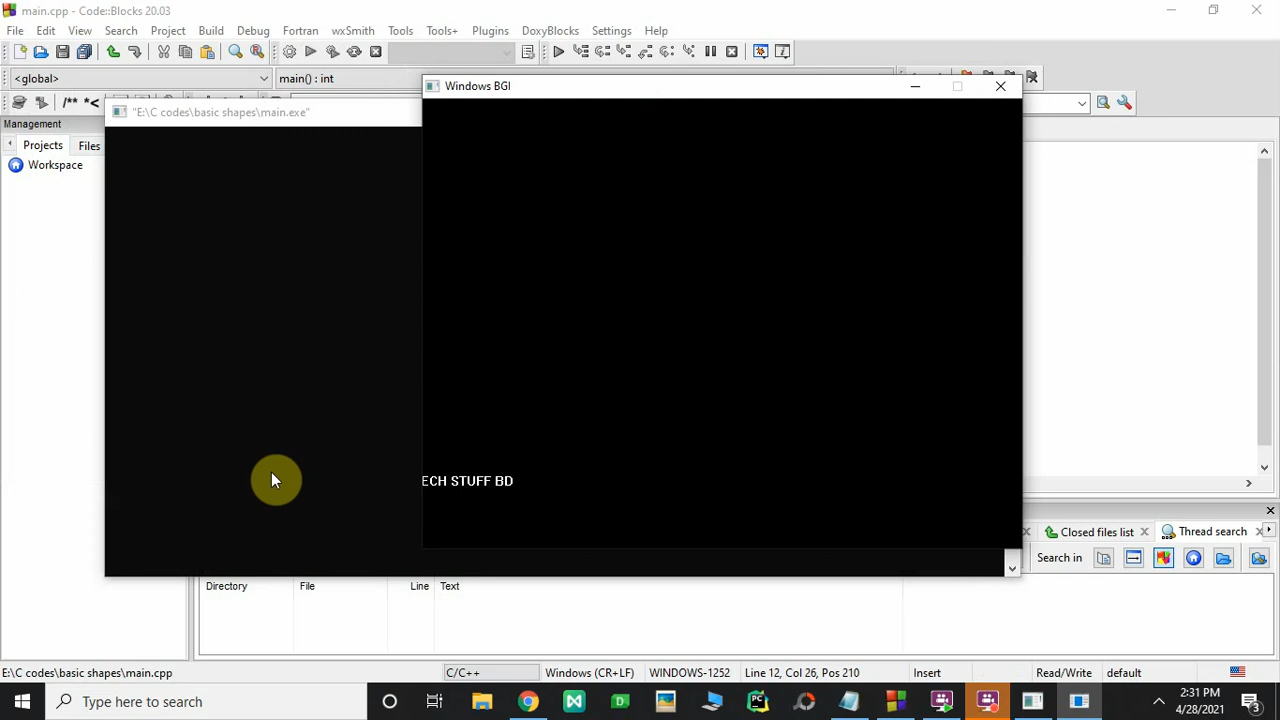 main.cpp - Code::Blocks 20.03
File Edit View Search Project Build Debug Fortran wxSmith Tools Tools+ Plugins DoxyBlocks Settings Help
<global> main() : int
/** *<
Windows BGI
"E:\C codes\basic shapes\main.exe"
Management
Projects Files
Workspace
ECH STUFF BD
Closed files list Thread search
Search in
Directory File Line Text
E:\C codes\basic shapes\main.cpp C/C++ Windows (CR+LF) WINDOWS-1252 Line 12, Col 26, Pos 210 Insert Read/Write default
Type here to search
2:31 PM
4/28/2021
3